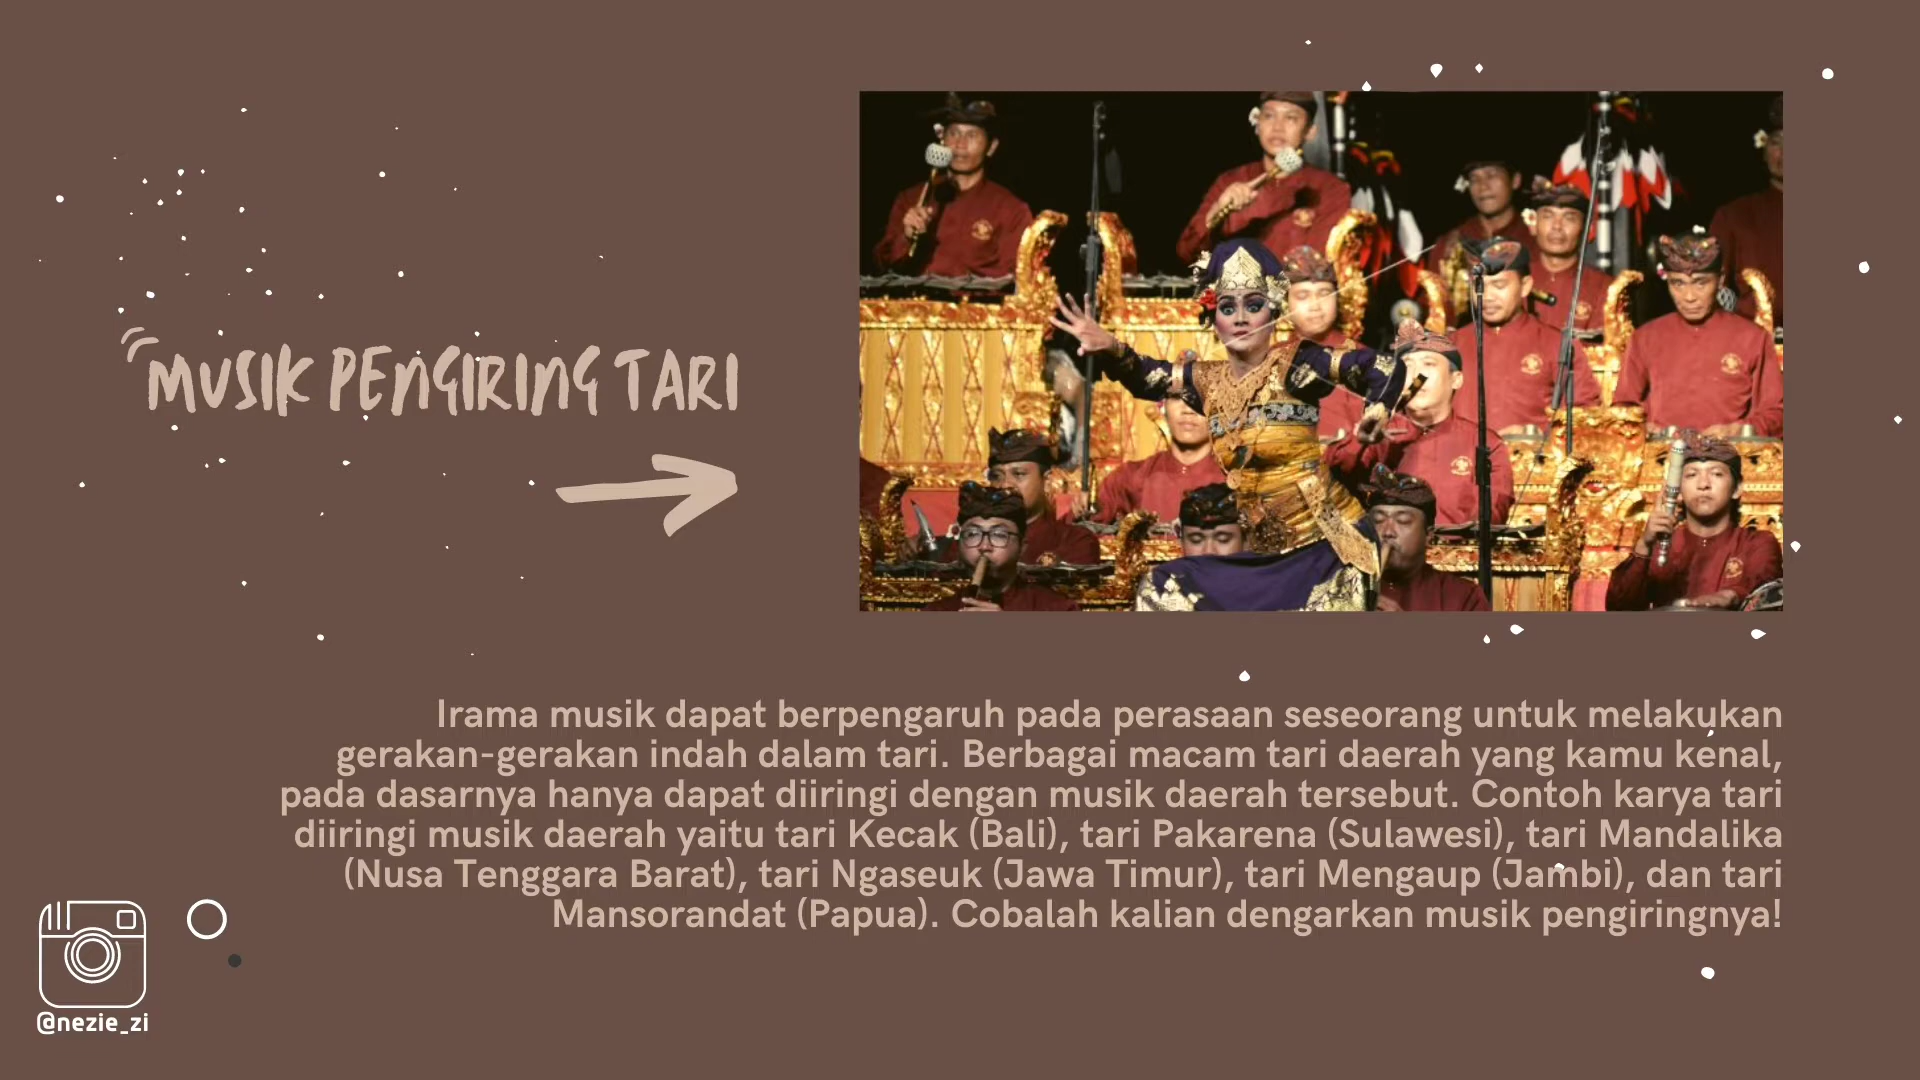 MUSIK PENGIRING TARI
Irama musik dapat berpengaruh pada perasaan seseorang untuk melakukan
gerakan-gerakan indah dalam tari. Berbagai macam tari daerah yang kamu kenal,
pada dasarnya hanya dapat diiringi dengan musik daerah tersebut. Contoh karya tari
diiringi musik daerah yaitu tari Kecak (Bali), tari Pakarena (Sulawesi), tari Mandalika
(Nusa Tenggara Barat), tari Ngaseuk (Jawa Timur), tari Mengaup (Jambi), dan tari
Mansorandat (Papua). Cobalah kalian dengarkan musik pengiringnya!
@nezie_zi